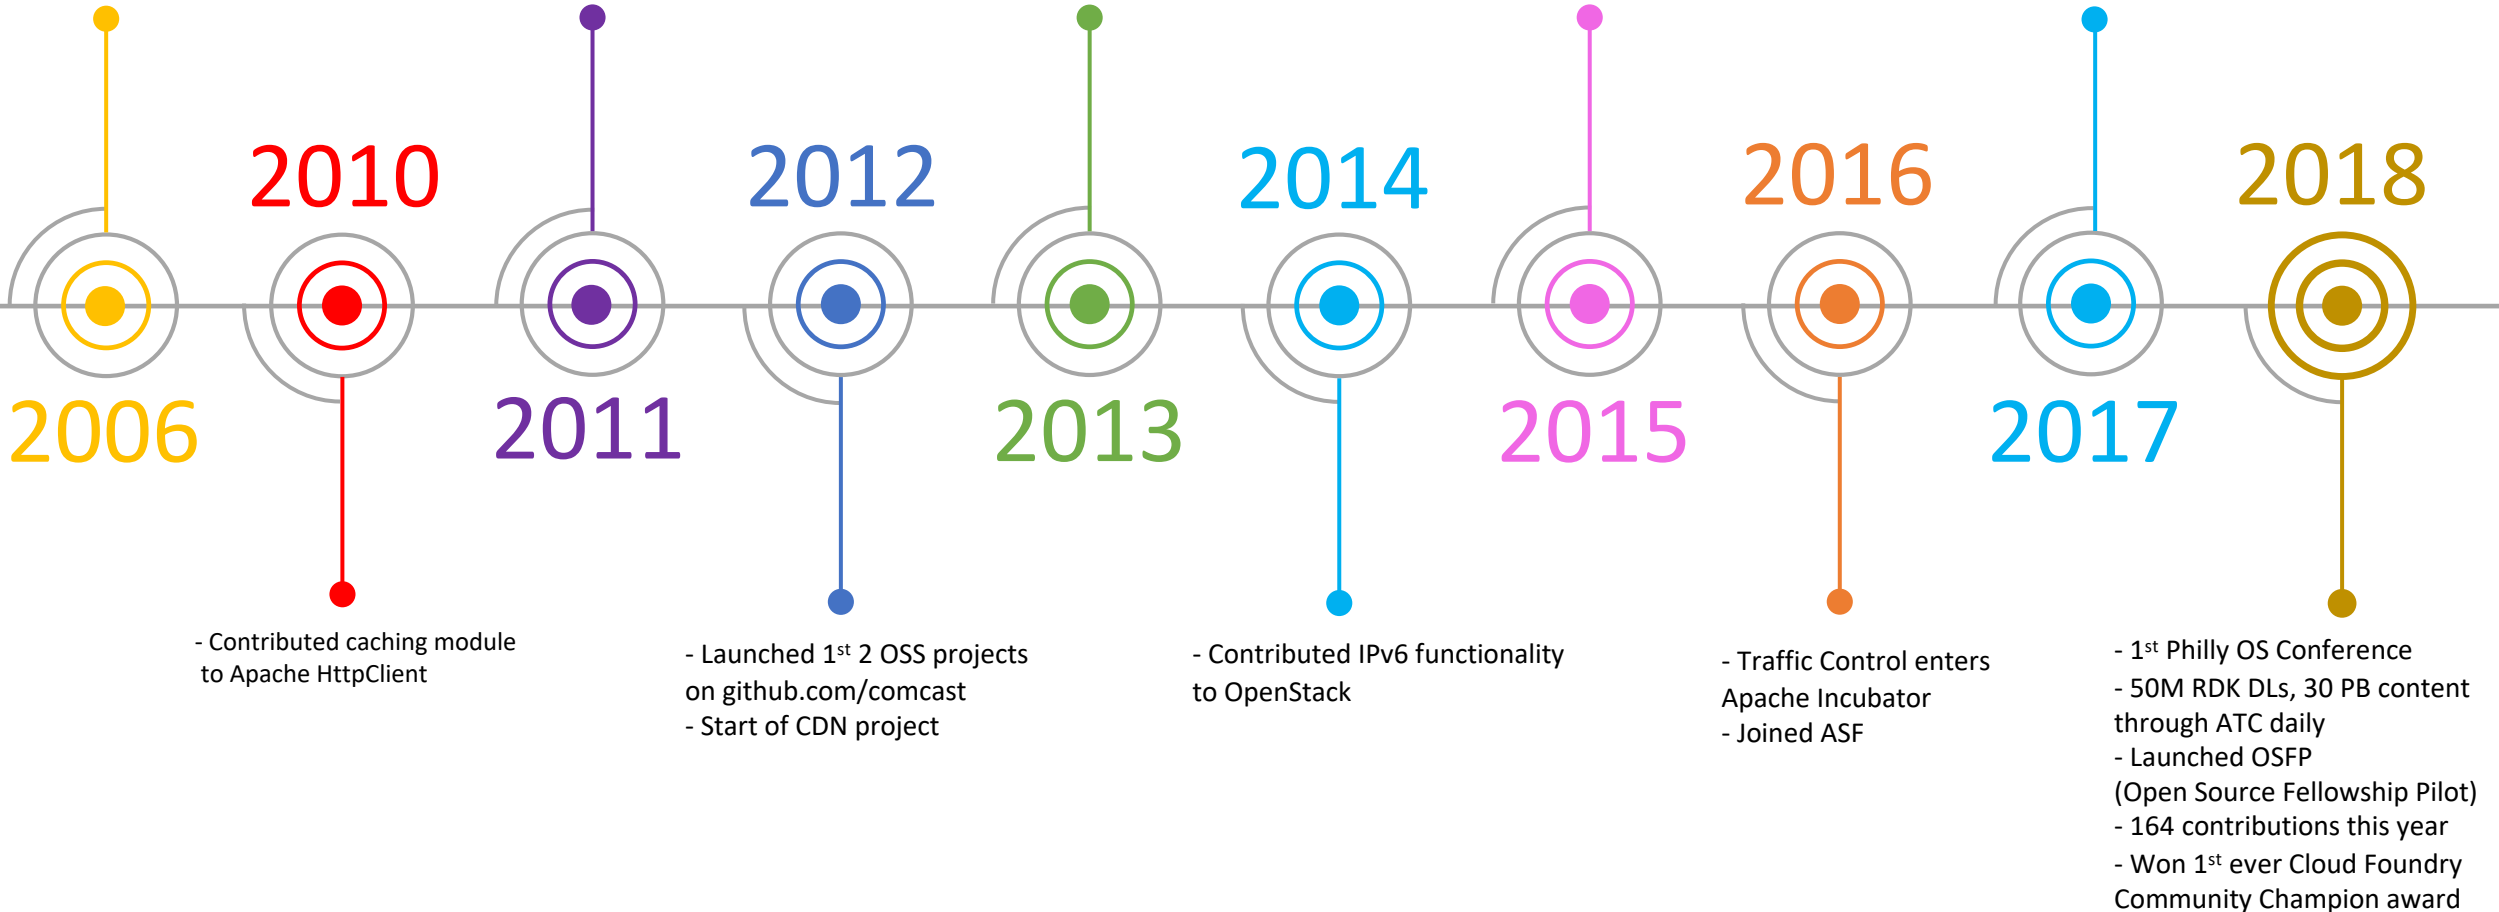 2010
2012
2014
2016
2018
2006
2011
2013
2015
2017
- Contributed caching module
to Apache HttpClient
- Launched 1st 2 OSS projects
on github.com/comcast
- Start of CDN project
- Contributed IPv6 functionality
to OpenStack
- Traffic Control enters
Apache Incubator
- Joined ASF
- 1st Philly OS Conference
- 50M RDK DLs, 30 PB content
through ATC daily
- Launched OSFP
(Open Source Fellowship Pilot)
- 164 contributions this year
- Won 1st ever Cloud Foundry
Community Champion award